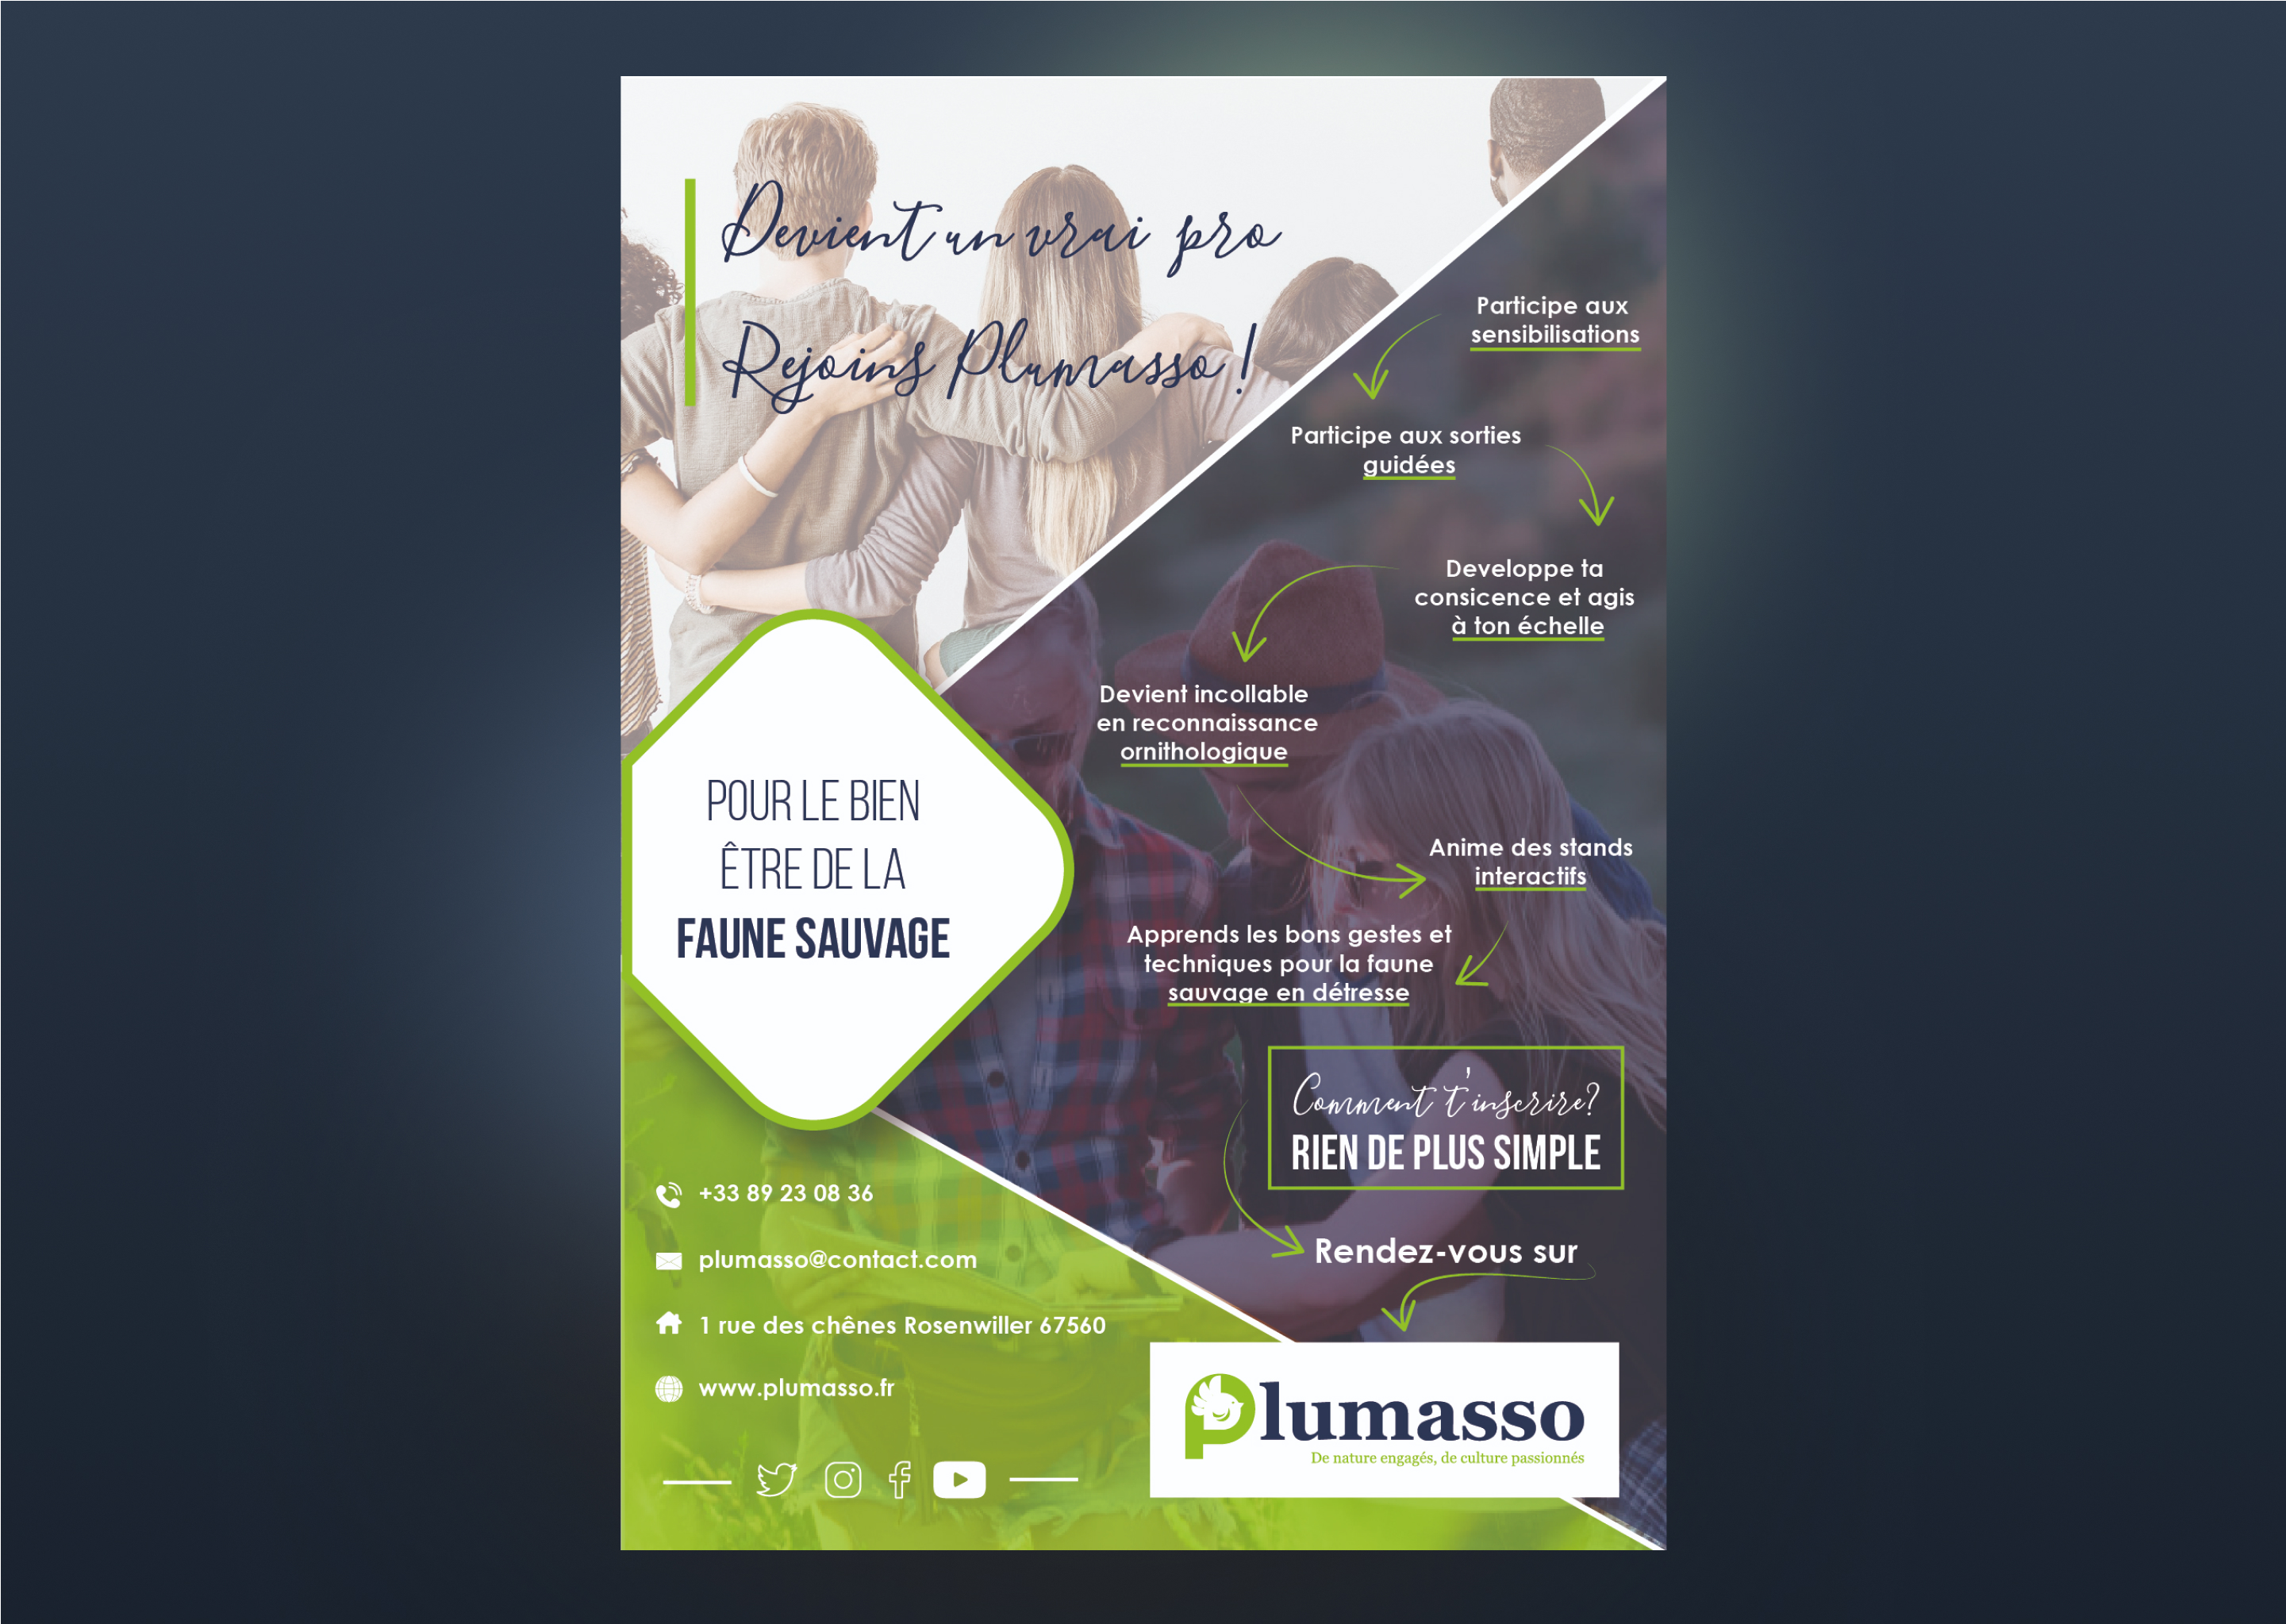 Devient un vrai pro
Rejoins Plumasso !
Participe aux
sensibilisations
Participe aux sorties
guidées
Developpe ta
consicence et agis
à ton échelle
Devient incollable
en reconnaissance
ornithologique
Anime des stands
interactifs
Apprends les bons gestes et
techniques pour la faune
sauvage en détresse
POUR LE BIEN
ÊTRE DE LA
FAUNE SAUVAGE
Comment t'inscrire?
RIEN DE PLUS SIMPLE
Rendez-vous sur
+33 89 23 08 36
plumasso@contact.com
1 rue des chênes Rosenwiller 67560
www.plumasso.fr
Plumasso
De nature engagés, de culture passionnés